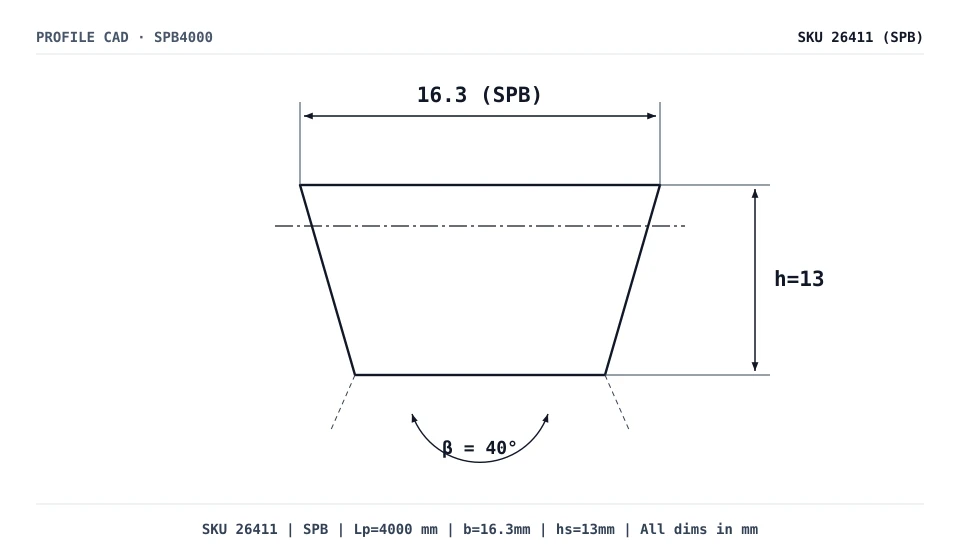 PROFILE CAD · SPB4000
SKU 26411 (SPB)
16.3 (SPB)
h=13
β = 40°
SKU 26411 | SPB | Lp=4000 mm | b=16.3mm | hs=13mm | All dims in mm